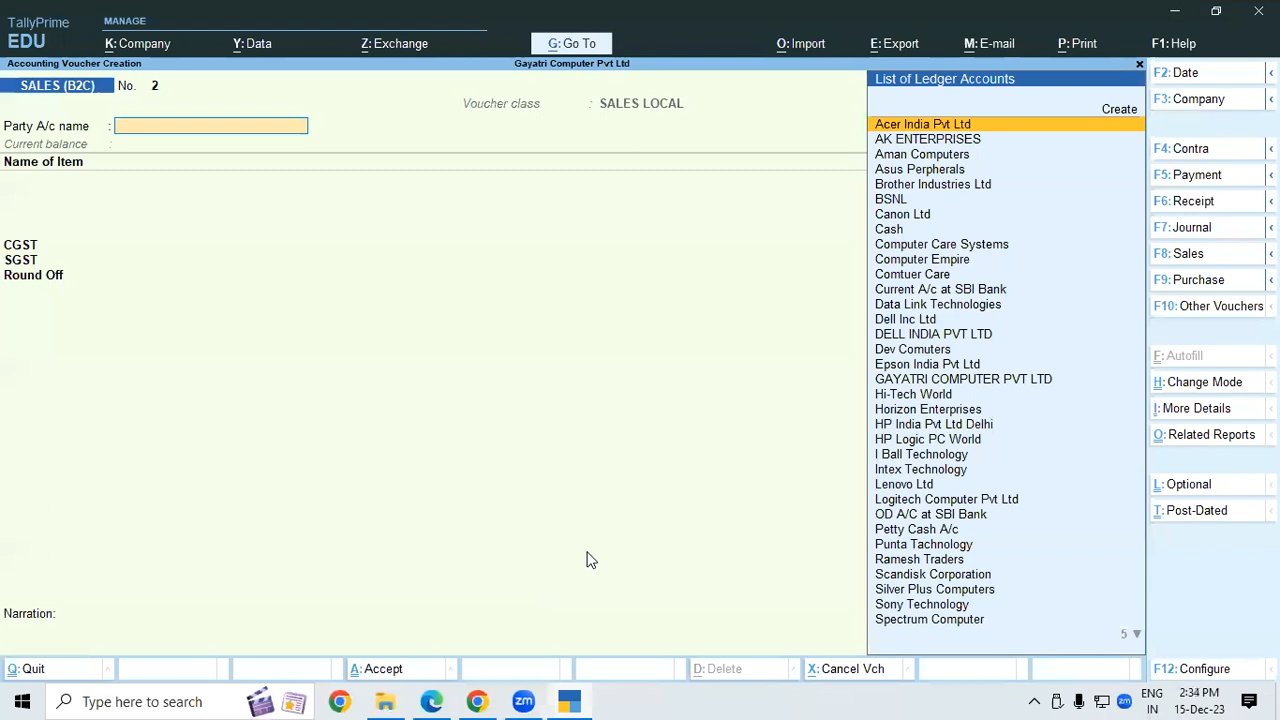 TallyPrime
EDU
MANAGE
K: Company
Y: Data
Z: Exchange
G: Go To
O: Import
E: Export
M: E-mail
P: Print
F1: Help
Accounting Voucher Creation
Gayatri Computer Pvt Ltd
SALES (B2C)
No. 2
Voucher class : SALES LOCAL
Party A/c name :
Current balance :
Name of Item
CGST
SGST
Round Off
Narration:
List of Ledger Accounts
Create
Acer India Pvt Ltd
AK ENTERPRISES
Aman Computers
Asus Perpherals
Brother Industries Ltd
BSNL
Canon Ltd
Cash
Computer Care Systems
Computer Empire
Comtuer Care
Current A/c at SBI Bank
Data Link Technologies
Dell Inc Ltd
DELL INDIA PVT LTD
Dev Comuters
Epson India Pvt Ltd
GAYATRI COMPUTER PVT LTD
Hi-Tech World
Horizon Enterprises
HP India Pvt Ltd Delhi
HP Logic PC World
I Ball Technology
Intex Technology
Lenovo Ltd
Logitech Computer Pvt Ltd
OD A/C at SBI Bank
Petty Cash A/c
Punta Tachnology
Ramesh Traders
Scandisk Corporation
Silver Plus Computers
Sony Technology
Spectrum Computer
5 ▼
F2: Date
F3: Company
F4: Contra
F5: Payment
F6: Receipt
F7: Journal
F8: Sales
F9: Purchase
F10: Other Vouchers
F: Autofill
H: Change Mode
I: More Details
O: Related Reports
L: Optional
T: Post-Dated
Q: Quit
A: Accept
D: Delete
X: Cancel Vch
F12: Configure
Type here to search
zm
zm
ENG
IN
2:34 PM
15-Dec-23